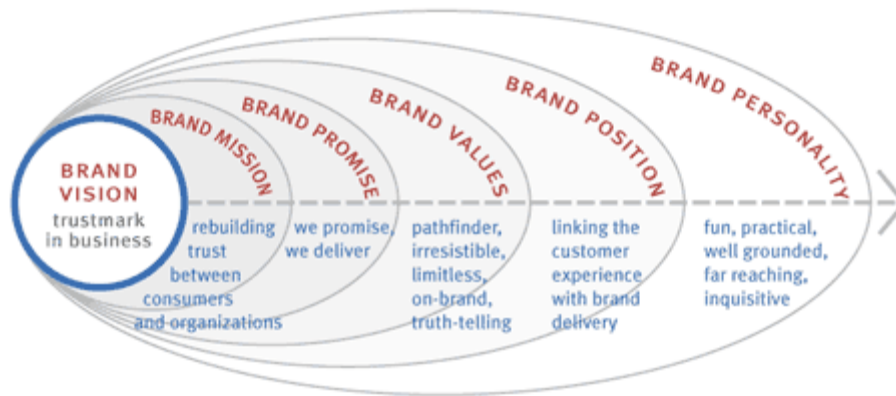 BRAND
VISION
trustmark
in business
BRAND MISSION
rebuilding
trust
between
consumers
and organizations
BRAND PROMISE
we promise,
we deliver
BRAND VALUES
pathfinder,
irresistible,
limitless,
on-brand,
truth-telling
BRAND POSITION
linking the
customer
experience
with brand
delivery
BRAND PERSONALITY
fun, practical,
well grounded,
far reaching,
inquisitive